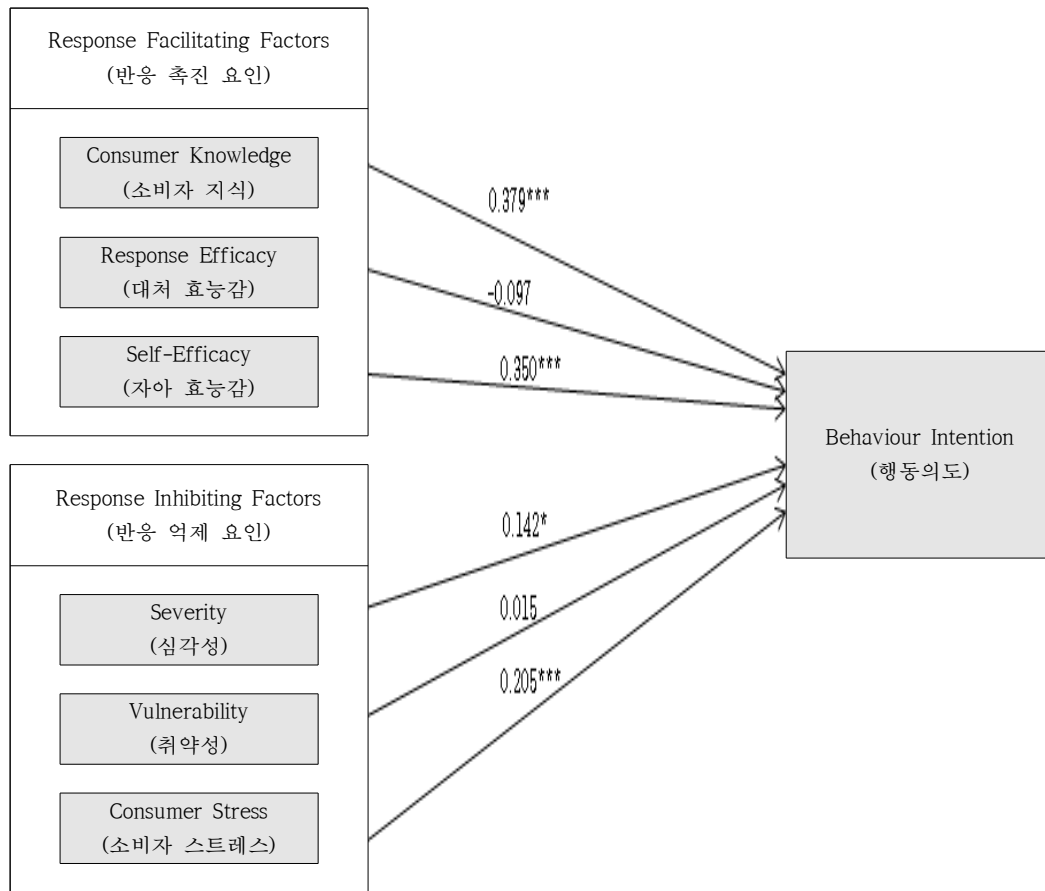 Response Facilitating Factors
(반응 촉진 요인)
Consumer Knowledge
(소비자 지식)
Response Efficacy
(대처 효능감)
Self-Efficacy
(자아 효능감)
0.379***
-0.097
0.350***
Behaviour Intention
(행동의도)
Response Inhibiting Factors
(반응 억제 요인)
Severity
(심각성)
Vulnerability
(취약성)
Consumer Stress
(소비자 스트레스)
0.142*
0.015
0.205***